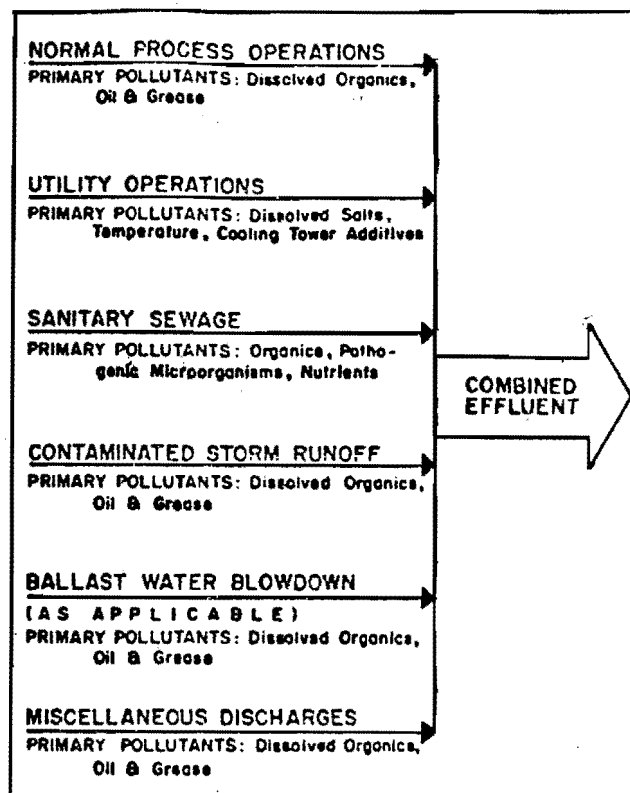 NORMAL PROCESS OPERATIONS
PRIMARY POLLUTANTS: Dissolved Organics,
Oil & Grease
UTILITY OPERATIONS
PRIMARY POLLUTANTS: Dissolved Salts,
Temperature, Cooling Tower Additives
SANITARY SEWAGE
PRIMARY POLLUTANTS: Organics, Patho-
genic Microorganisms, Nutrients
COMBINED
EFFLUENT
CONTAMINATED STORM RUNOFF
PRIMARY POLLUTANTS: Dissolved Organics,
Oil & Grease
BALLAST WATER BLOWDOWN
(AS APPLICABLE)
PRIMARY POLLUTANTS: Dissolved Organics,
Oil & Grease
MISCELLANEOUS DISCHARGES
PRIMARY POLLUTANTS: Dissolved Organics,
Oil & Grease